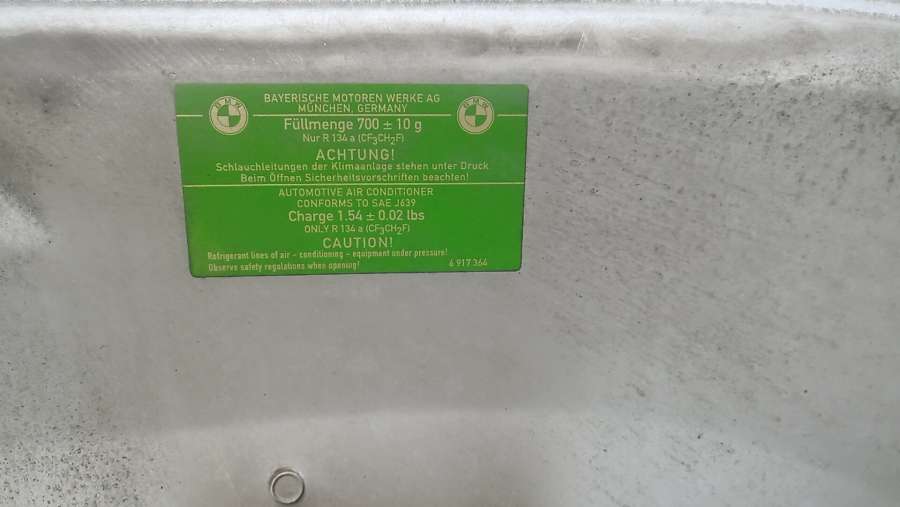 BAYERISCHE MOTOREN WERKE AG
MÜNCHEN, GERMANY
BMW
BMW
Füllmenge 700 ± 10 g
Nur R 134 a (CF₃CH₂F)
ACHTUNG!
Schlauchleitungen der Klimaanlage stehen unter Druck
Beim Öffnen Sicherheitsvorschriften beachten!
AUTOMOTIVE AIR CONDITIONER
CONFORMS TO SAE J639
Charge 1.54 ± 0.02 lbs
ONLY R 134 a (CF₃CH₂F)
CAUTION!
Refrigerant lines of air - conditioning - equipment under pressure!
Observe safety regulations when opening!
6 917 364